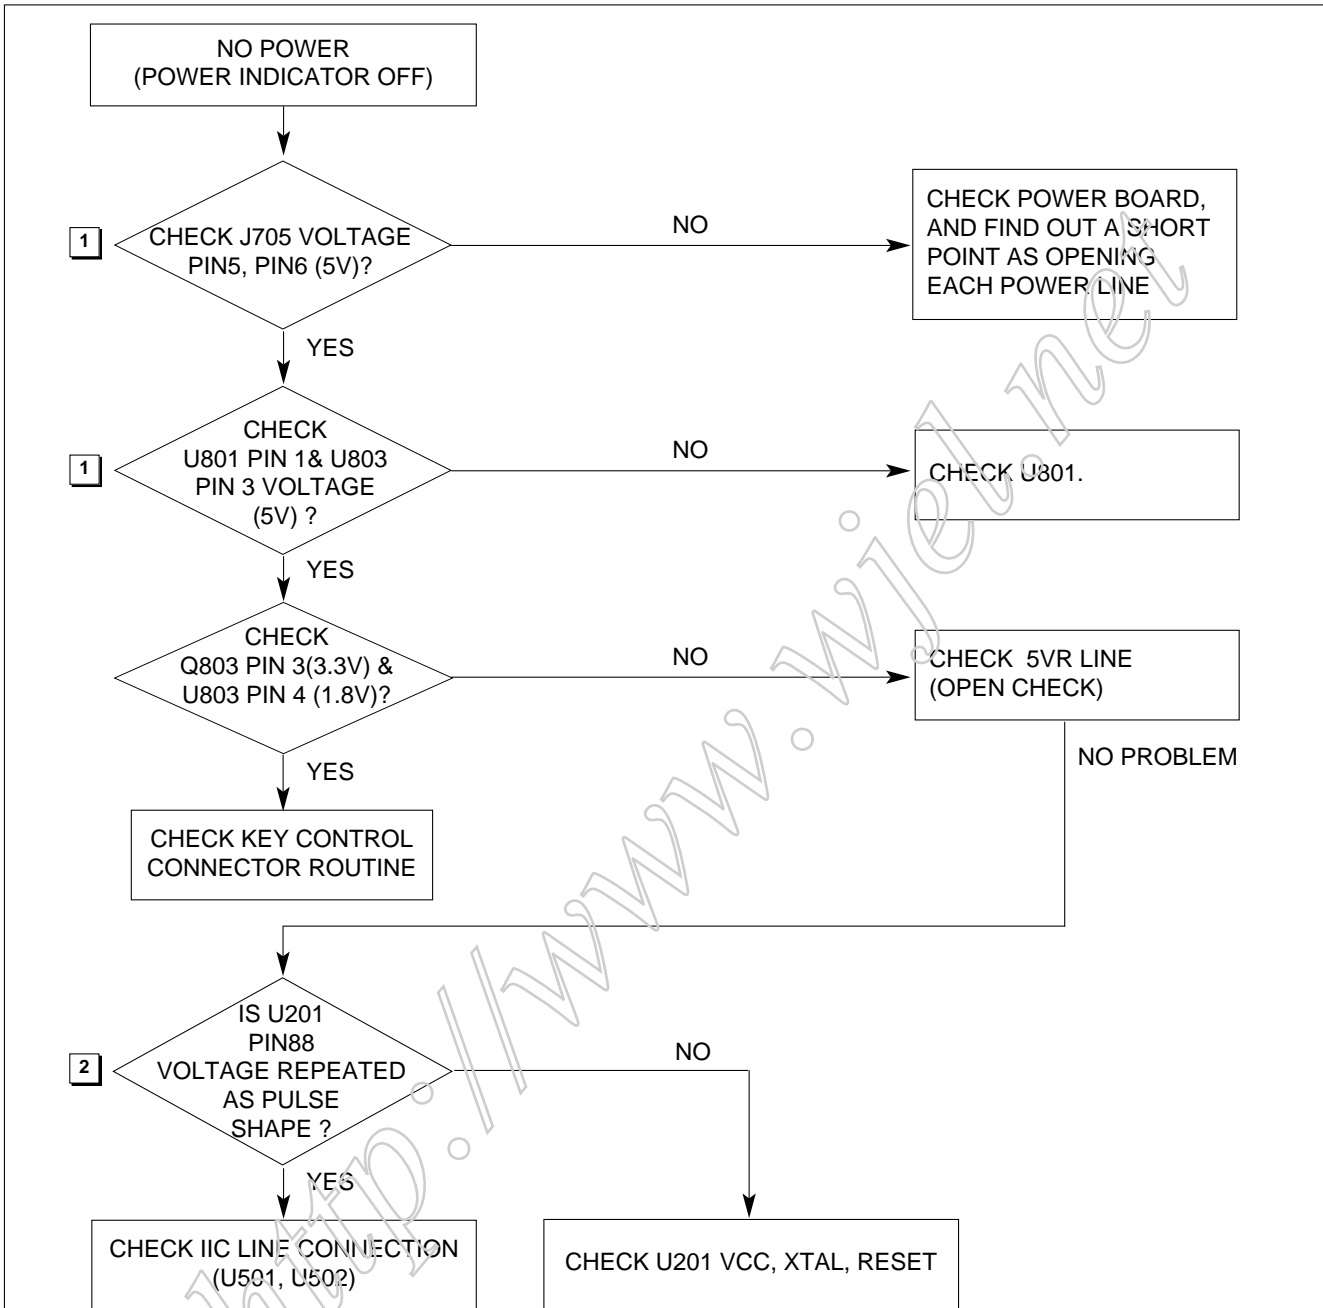 NO POWER
(POWER INDICATOR OFF)
1
CHECK J705 VOLTAGE
PIN5, PIN6 (5V)?
NO
CHECK POWER BOARD,
AND FIND OUT A SHORT
POINT AS OPENING
EACH POWER LINE
YES
1
CHECK
U801 PIN 1& U803
PIN 3 VOLTAGE
(5V) ?
NO
CHECK U801.
YES
CHECK
Q803 PIN 3(3.3V) &
U803 PIN 4 (1.8V)?
NO
CHECK 5VR LINE
(OPEN CHECK)
NO PROBLEM
YES
CHECK KEY CONTROL
CONNECTOR ROUTINE
2
IS U201
PIN88
VOLTAGE REPEATED
AS PULSE
SHAPE ?
NO
YES
CHECK IIC LINE CONNECTION
(U501, U502)
CHECK U201 VCC, XTAL, RESET
http://www.wjel.net